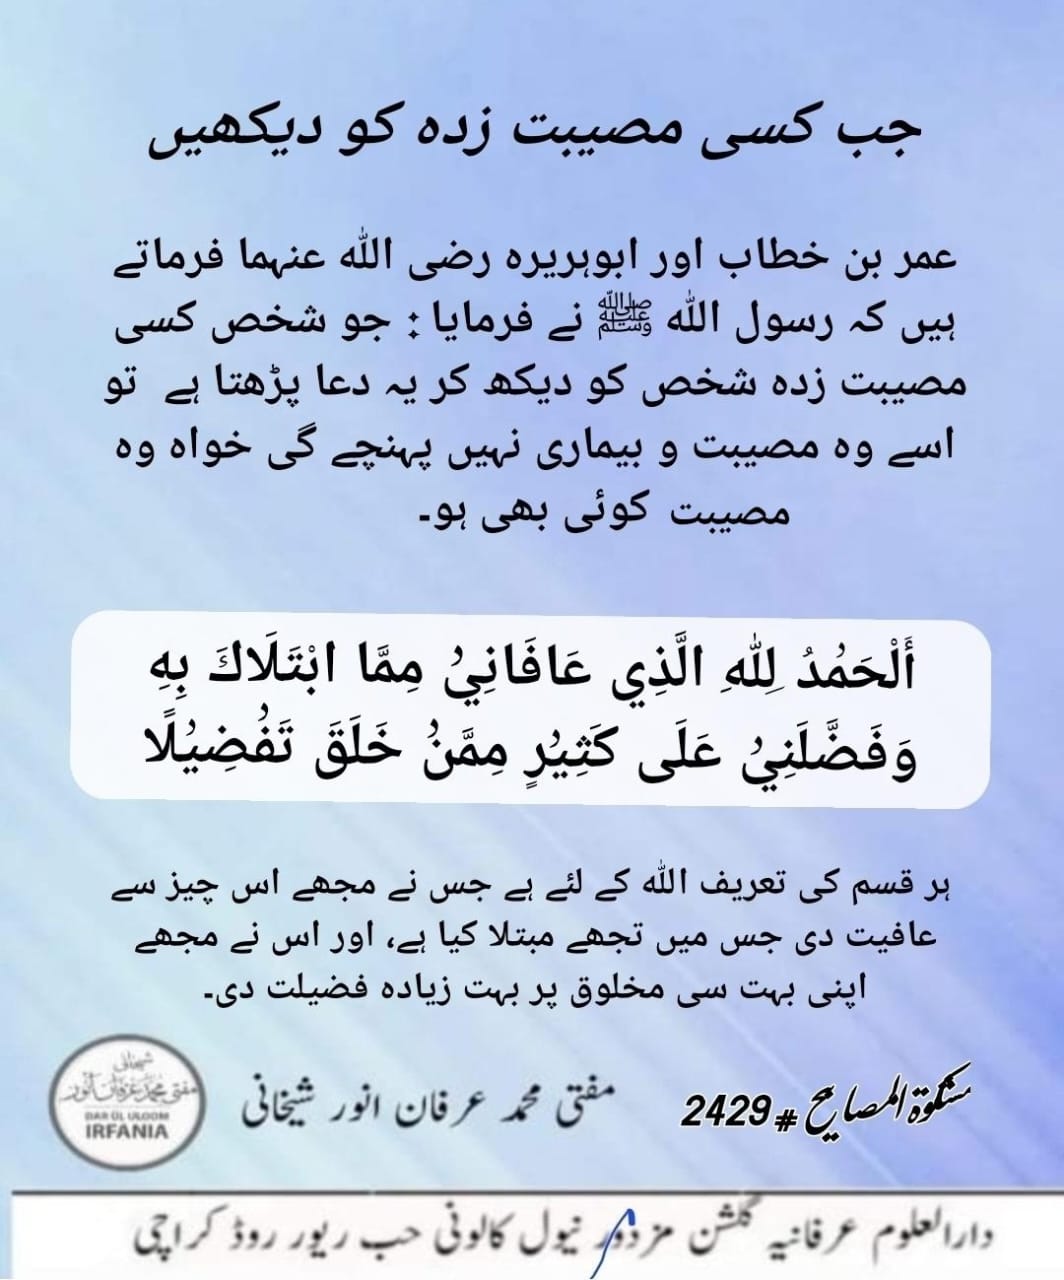 جب کسی مصیبت زدہ کو دیکھیں
عمر بن خطاب اور ابوہریرہ رضی اللہ عنہما فرماتے
ہیں کہ رسول اللہ ﷺ نے فرمایا : جو شخص کسی
مصیبت زدہ شخص کو دیکھ کر یہ دعا پڑھتا ہے تو
اسے وہ مصیبت و بیماری نہیں پہنچے گی خواہ وہ
مصیبت کوئی بھی ہو۔
أَلْحَمْدُ لِلّٰهِ الَّذِي عَافَانِيْ مِمَّا ابْتَلَاكَ بِهِ
وَفَضَّلَنِيْ عَلَى كَثِيْرٍ مِمَّنْ خَلَقَ تَفْضِيْلًا
ہر قسم کی تعریف اللہ کے لئے ہے جس نے مجھے اس چیز سے
عافیت دی جس میں تجھے مبتلا کیا ہے، اور اس نے مجھے
اپنی بہت سی مخلوق پر بہت زیادہ فضیلت دی۔
مشکوٰۃ المصابیح # 2429
مفتی محمد عرفان انور شیخانی
شیخانی
مفتی محمد عرفان انور
DAR ÜL ULOOM
IRFANIA
دارالعلوم عرفانیہ گلشن مزدور نیول کالونی حب ریور روڈ کراچی